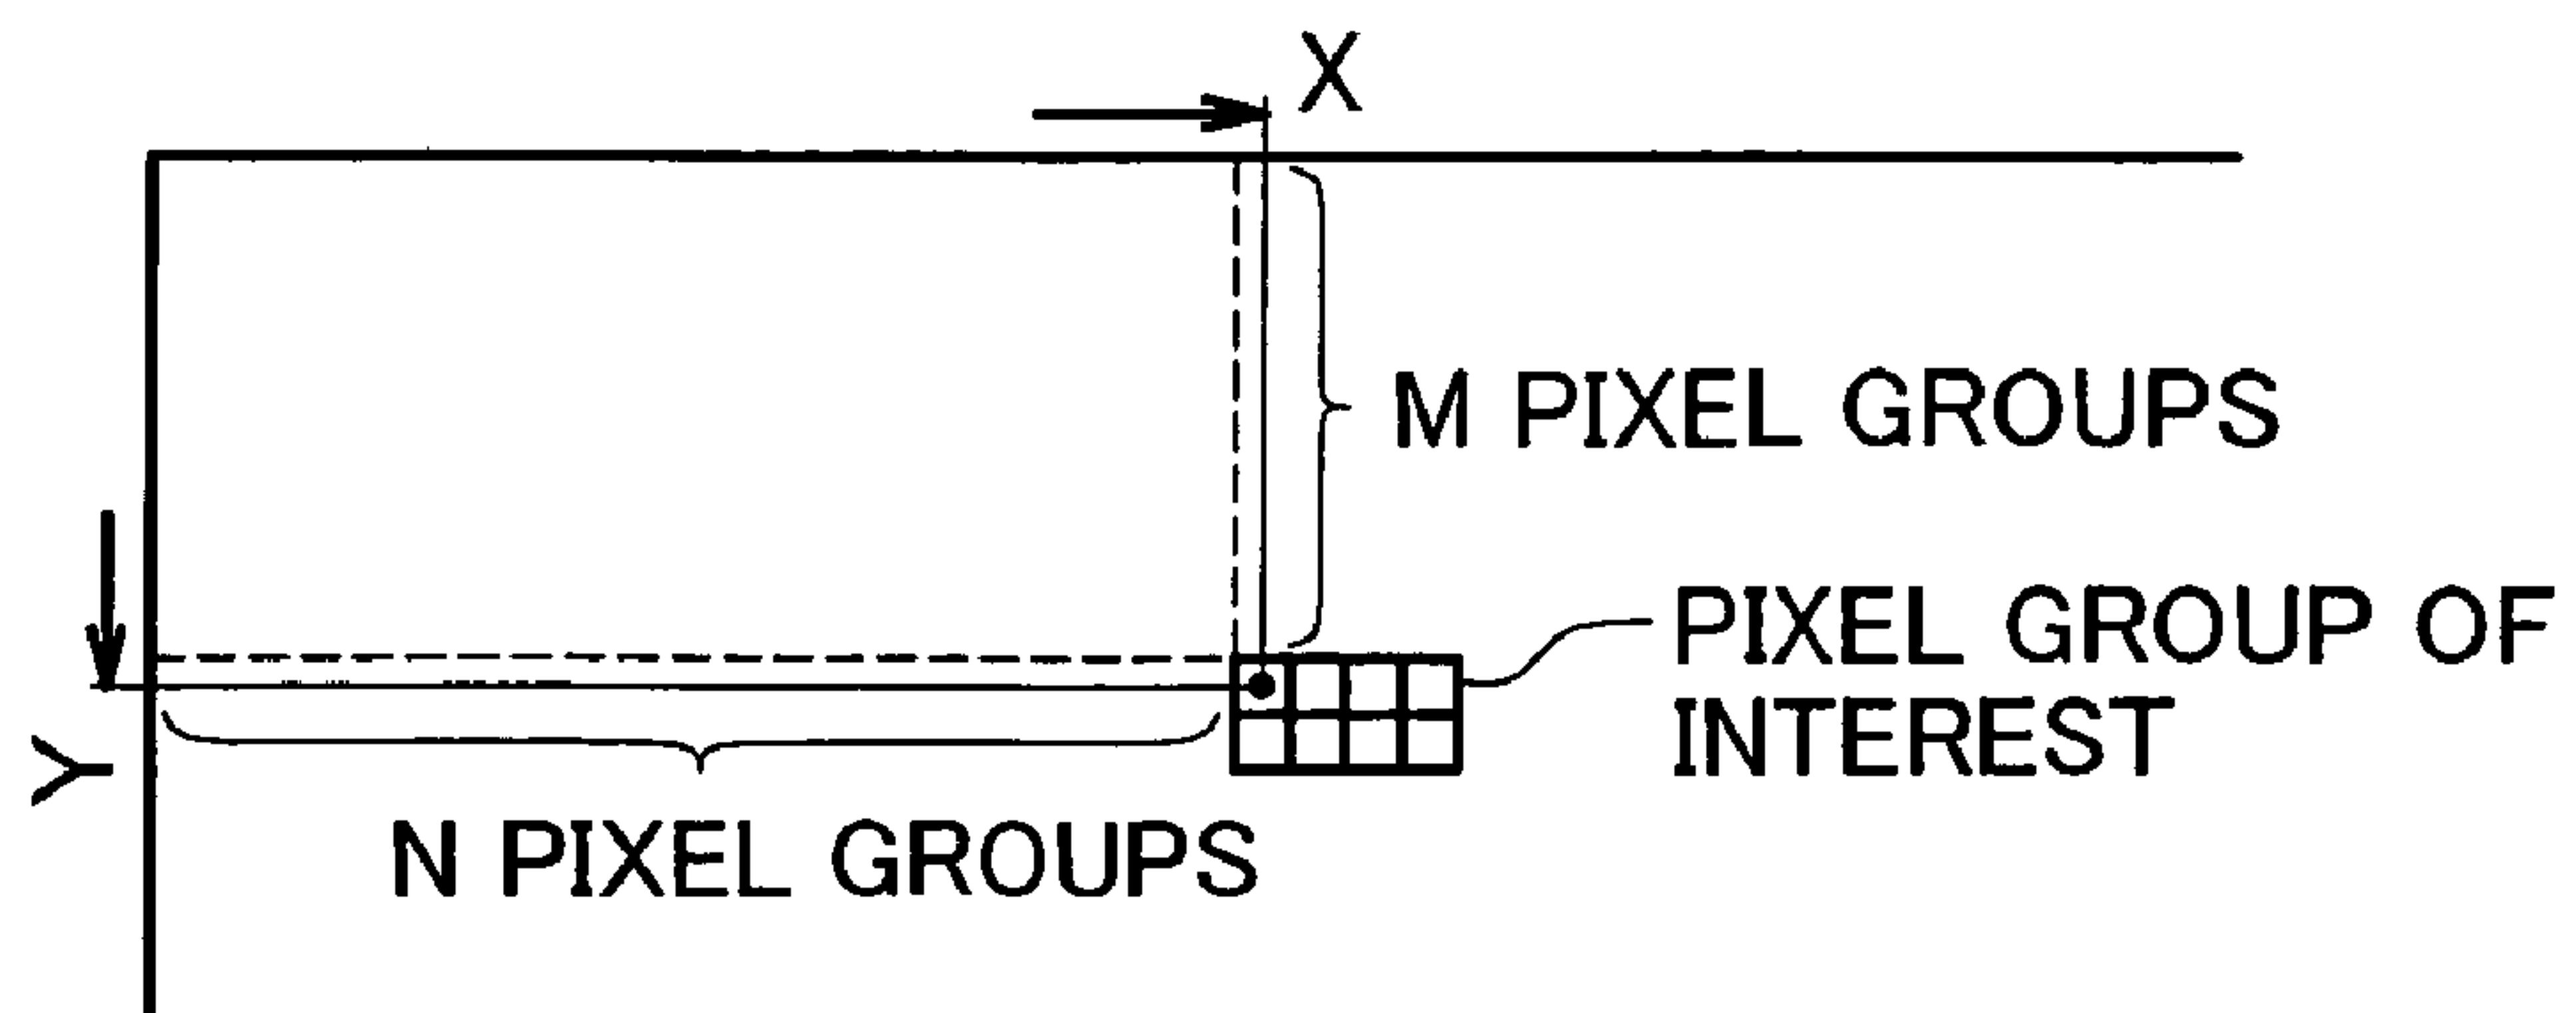 X
M PIXEL GROUPS
PIXEL GROUP OF
INTEREST
Y
N PIXEL GROUPS